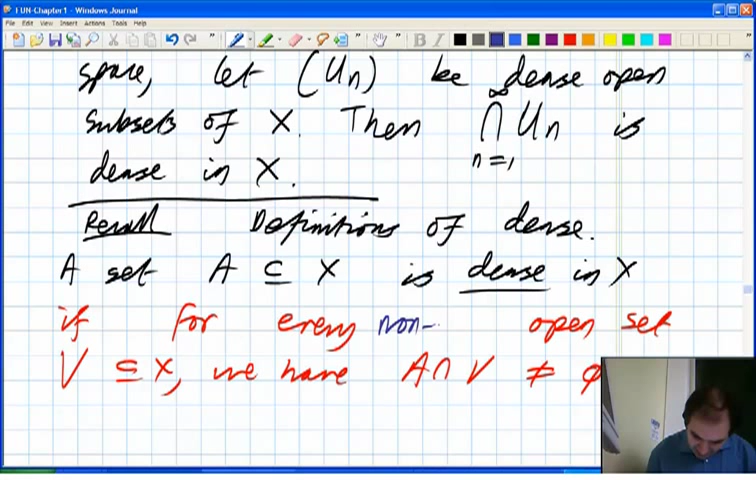 FUN-Chapter 1 - Windows Journal
File Edit View Insert Actions Tools Help
space, let (Un) be dense open
subsets of X. Then ∞ ∩ n=1 Un is
dense in X.
Recall Definitions of dense.
A set A ⊆ X is dense in X
if for every non- open set
V ⊆ X, we have A ∩ V ≠ φ